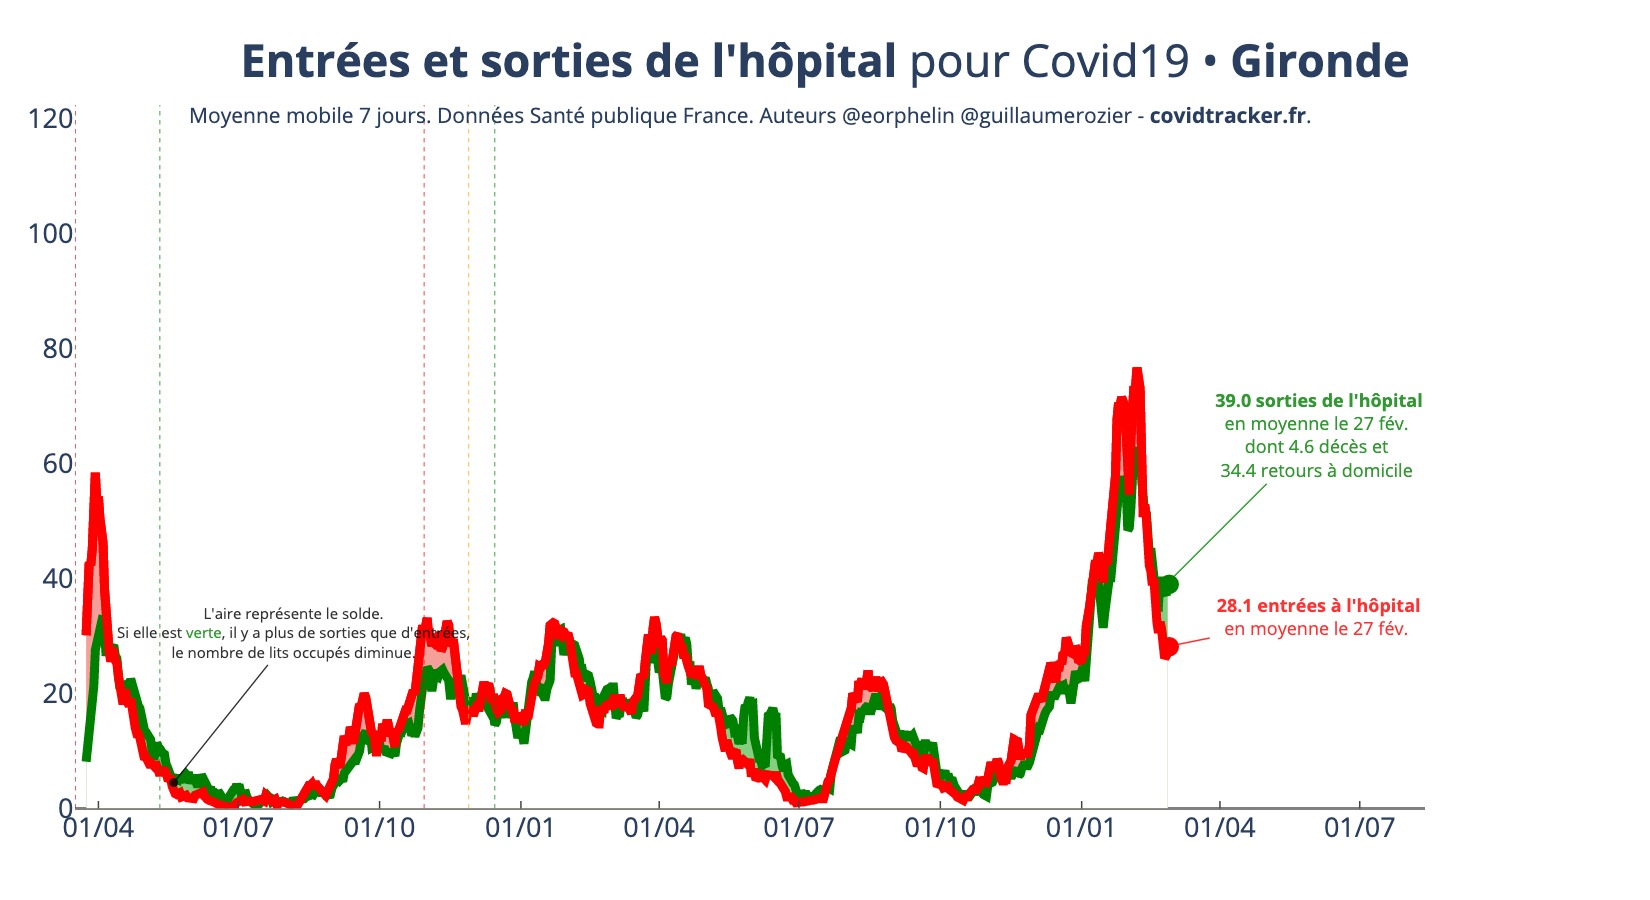 Entrées et sorties de l'hôpital pour Covid19 • Gironde
Moyenne mobile 7 jours. Données Santé publique France. Auteurs @eorphelin @guillaumerozier - covidtracker.fr.
120
100
80
60
40
20
0
39.0 sorties de l'hôpital
en moyenne le 27 fév.
dont 4.6 décès et
34.4 retours à domicile
28.1 entrées à l'hôpital
en moyenne le 27 fév.
L'aire représente le solde.
Si elle est verte, il y a plus de sorties que d'entrées,
le nombre de lits occupés diminue.
01/04 01/07 01/10 01/01 01/04 01/07 01/10 01/01 01/04 01/07